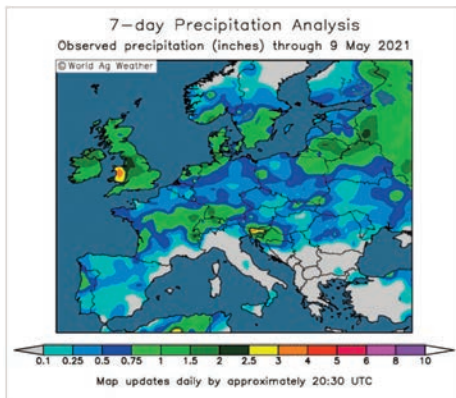 7-day Precipitation Analysis
Observed precipitation (inches) through 9 May 2021
© World Ag Weather
0.1 0.25 0.5 0.75 1 1.5 2 2.5 3 4 5 6 8 10
Map updates daily by approximately 20:30 UTC